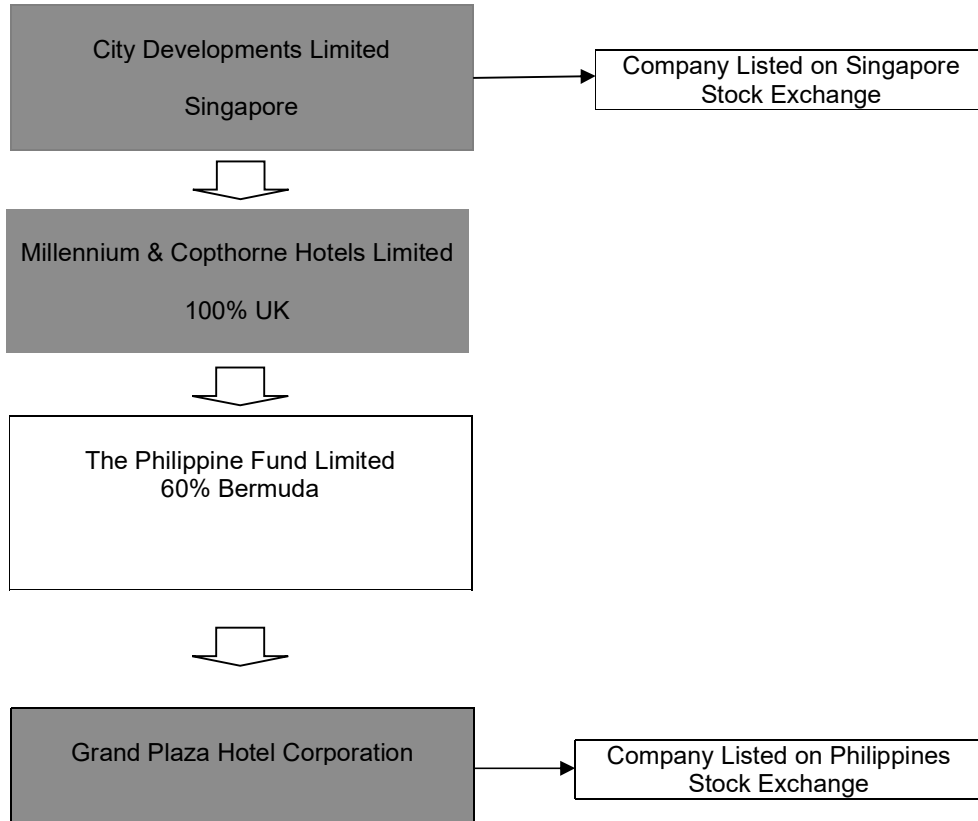 City Developments Limited
Singapore
Company Listed on Singapore
Stock Exchange
Millennium & Copthorne Hotels Limited
100% UK
The Philippine Fund Limited
60% Bermuda
Grand Plaza Hotel Corporation
Company Listed on Philippines
Stock Exchange